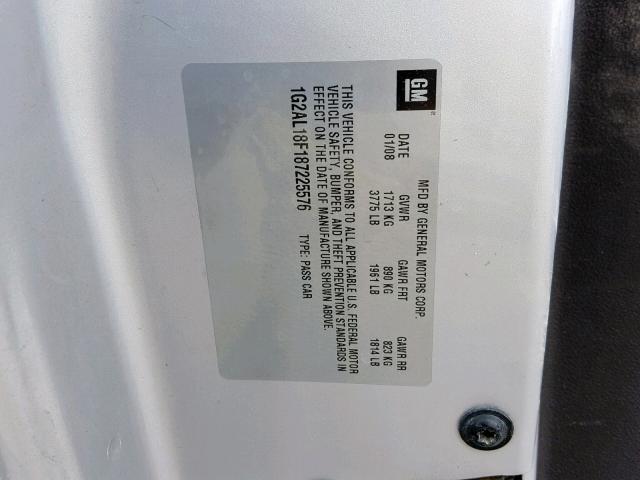 GM
MFD BY GENERAL MOTORS CORP.
DATE GVWR GAWR FRT GAWR RR
01/08 1713 KG 890 KG 823 KG
3775 LB 1961 LB 1814 LB
THIS VEHICLE CONFORMS TO ALL APPLICABLE U.S. FEDERAL MOTOR
VEHICLE SAFETY, BUMPER, AND THEFT PREVENTION STANDARDS IN
EFFECT ON THE DATE OF MANUFACTURE SHOWN ABOVE.
1G2AL18F187225576 TYPE: PASS CAR